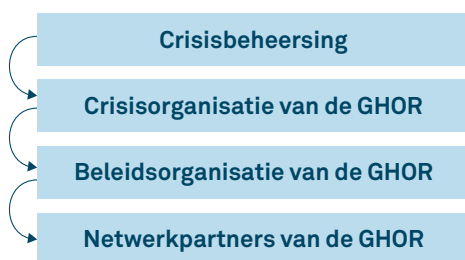 Crisisbeheersing
Crisisorganisatie van de GHOR
Beleidsorganisatie van de GHOR
Netwerkpartners van de GHOR